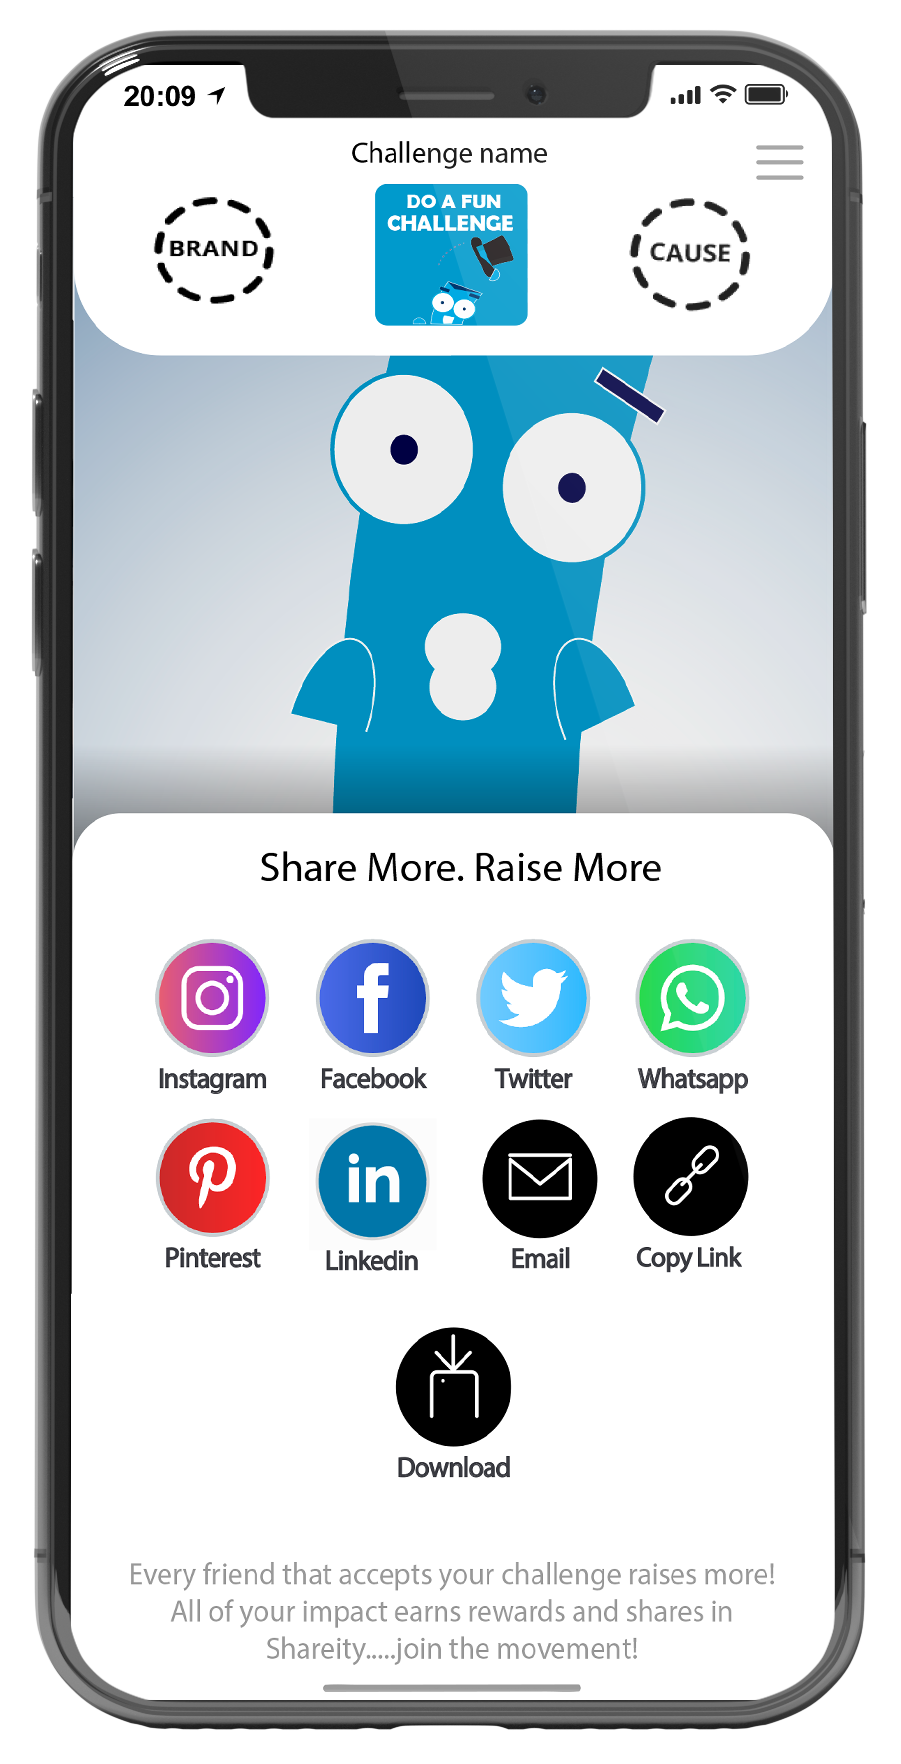 20:09
Challenge name
BRAND
DO A FUN
CHALLENGE
CAUSE
Share More. Raise More
Instagram
Facebook
Twitter
Whatsapp
Pinterest
Linkedin
Email
Copy Link
Download
Every friend that accepts your challenge raises more!
All of your impact earns rewards and shares in
Shareity.....join the movement!